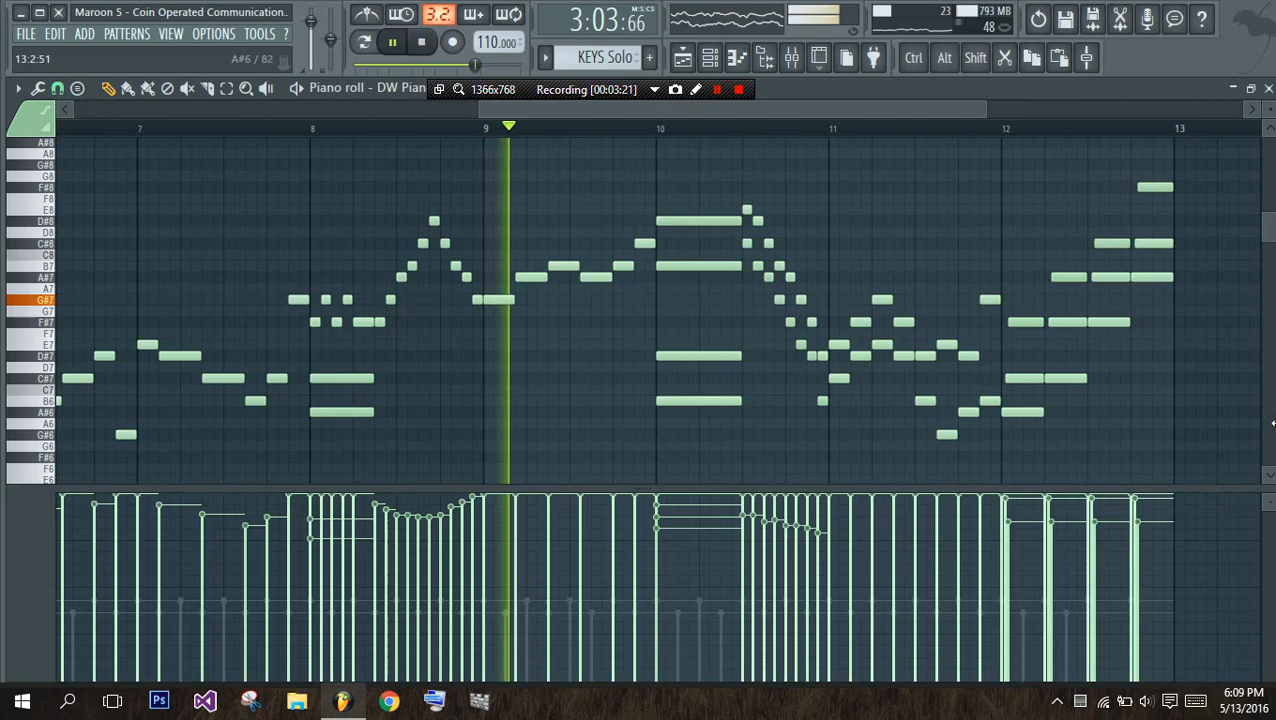 Maroon 5 - Coin Operated Communication.
FILE EDIT ADD PATTERNS VIEW OPTIONS TOOLS ?
13:2:51 A#6 / 82
3.2
110.000
3:03:66 M:S:CS
KEYS Solo
23 793 MB
48
Ctrl Alt Shift
Piano roll - DW Pian
1366x768 Recording [00:03:21]
7 8 9 10 11 12 13
A#8
A8
G#8
G8
F#8
F8
E8
D#8
D8
C#8
C8
B7
A#7
A7
G#7
G7
F#7
F7
E7
D#7
D7
C#7
C7
B6
A#6
A6
G#6
G6
F#6
F6
E6
Ps
6:09 PM
5/13/2016